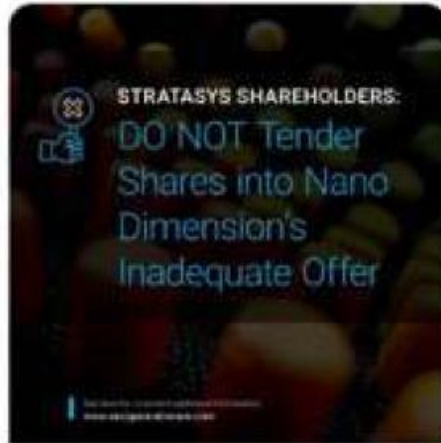 STRATASYS SHAREHOLDERS:
DO NOT Tender
Shares into Nano
Dimension's
Inadequate Offer